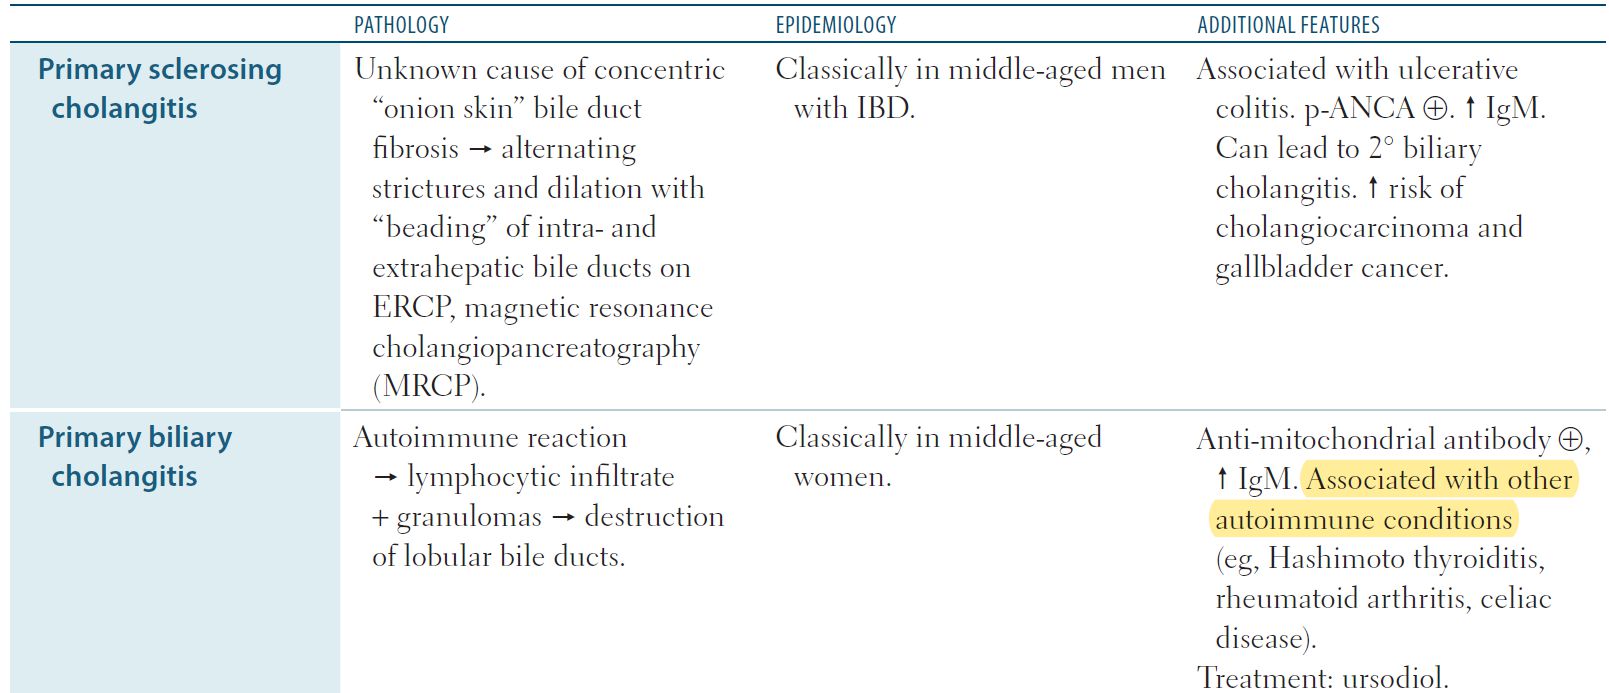 PATHOLOGY EPIDEMIOLOGY ADDITIONAL FEATURES
Primary sclerosing
cholangitis
Unknown cause of concentric
“onion skin” bile duct
fibrosis → alternating
strictures and dilation with
“beading” of intra- and
extrahepatic bile ducts on
ERCP, magnetic resonance
cholangiopancreatography
(MRCP).
Classically in middle-aged men
with IBD.
Associated with ulcerative
colitis. p-ANCA ⊕. ↑ IgM.
Can lead to 2° biliary
cholangitis. ↑ risk of
cholangiocarcinoma and
gallbladder cancer.
Primary biliary
cholangitis
Autoimmune reaction
→ lymphocytic infiltrate
+ granulomas → destruction
of lobular bile ducts.
Classically in middle-aged
women.
Anti-mitochondrial antibody ⊕,
↑ IgM. Associated with other
autoimmune conditions
(eg, Hashimoto thyroiditis,
rheumatoid arthritis, celiac
disease).
Treatment: ursodiol.